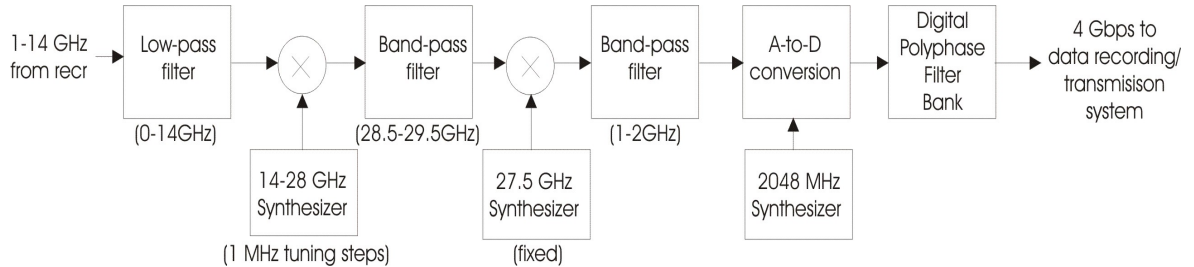 1-14 GHz
from recr
Low-pass
filter
(0-14GHz)
14-28 GHz
Synthesizer
(1 MHz tuning steps)
Band-pass
filter
(28.5-29.5GHz)
27.5 GHz
Synthesizer
(fixed)
Band-pass
filter
(1-2GHz)
A-to-D
conversion
2048 MHz
Synthesizer
Digital
Polyphase
Filter
Bank
4 Gbps to
data recording/
transmisison
system